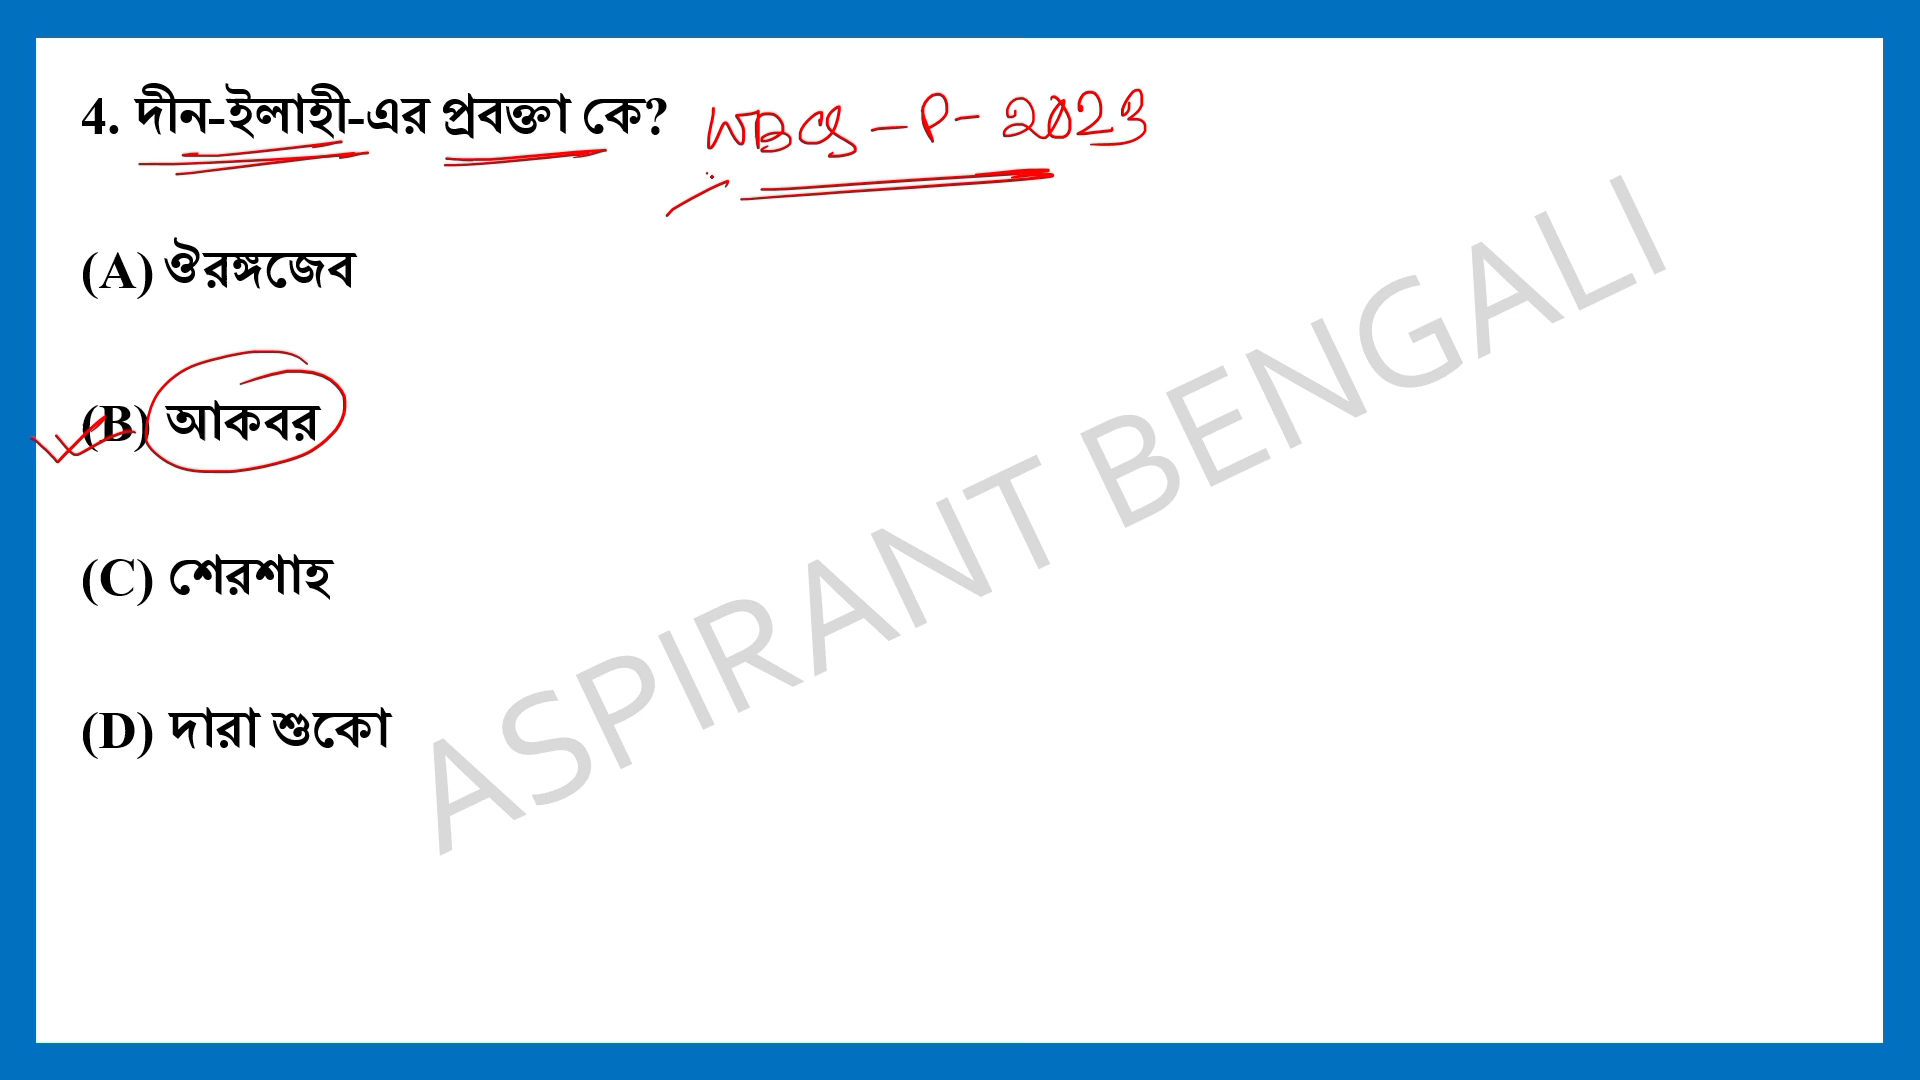 4. দীন-ইলাহী-এর প্রবক্তা কে? WBCS - P - 2023
(A) ঔরঙ্গজেব
(B) আকবর
(C) শেরশাহ
(D) দারা শুকো
ASPIRANT BENGALI